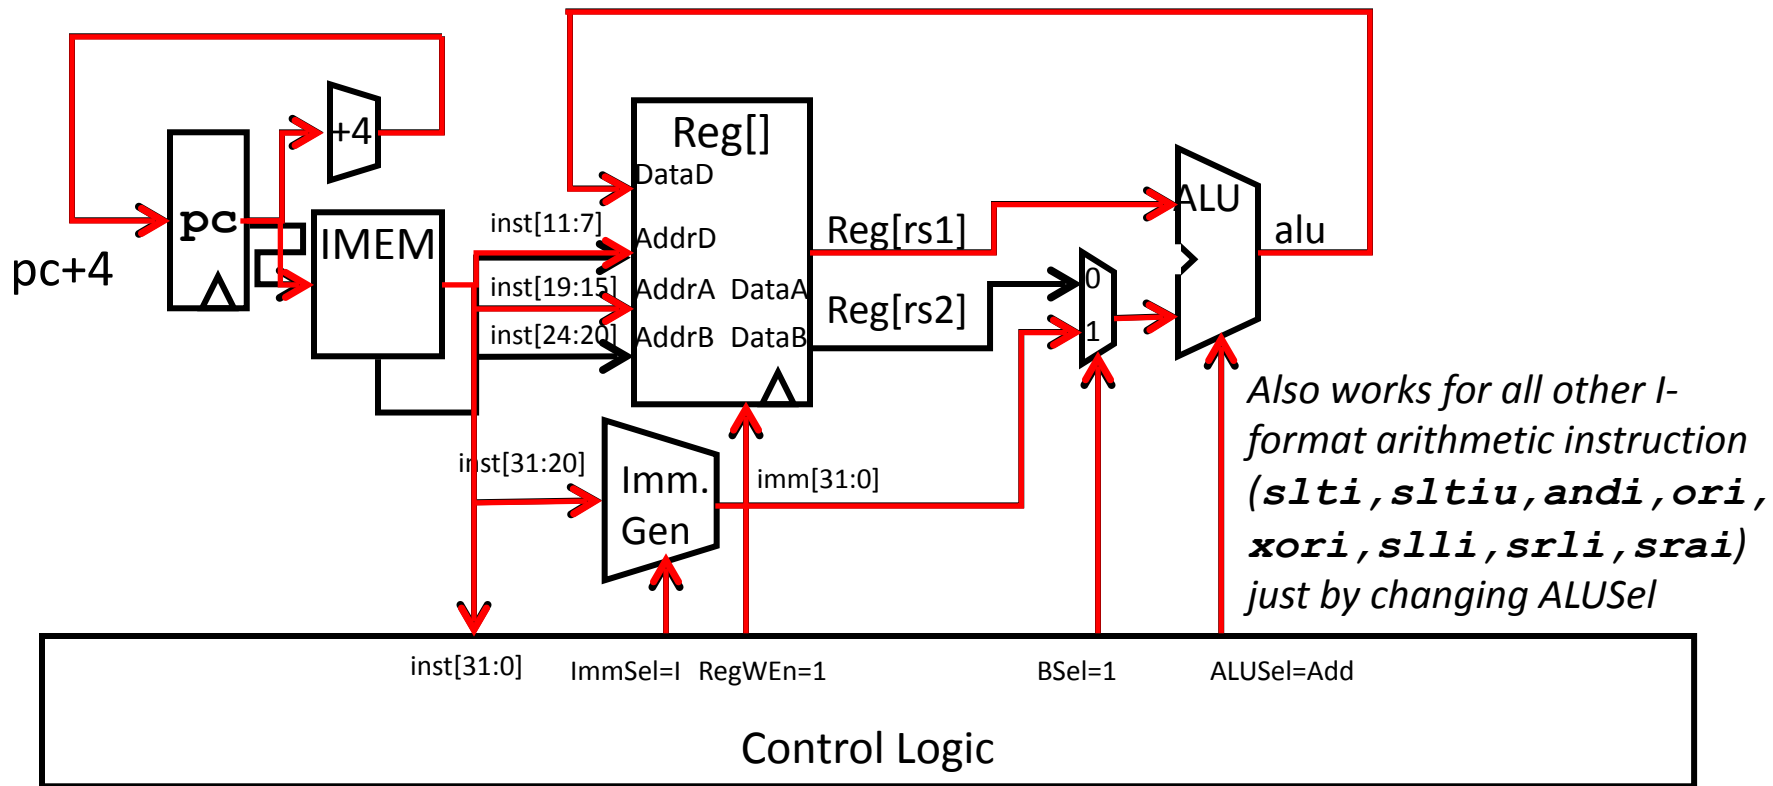 +4
Reg[]
DataD
ALU
pc
inst[11:7]
IMEM
AddrD
Reg[rs1]
alu
pc+4
inst[19:15]
AddrA
DataA
0
Reg[rs2]
inst[24:20]
AddrB
DataB
1
Also works for all other I-
format arithmetic instruction
(slti,sltiu,andi,ori,
xori,slli,srli,srai)
just by changing ALUSel
inst[31:20]
Imm.
Gen
imm[31:0]
inst[31:0]
ImmSel=I
RegWEn=1
BSel=1
ALUSel=Add
Control Logic